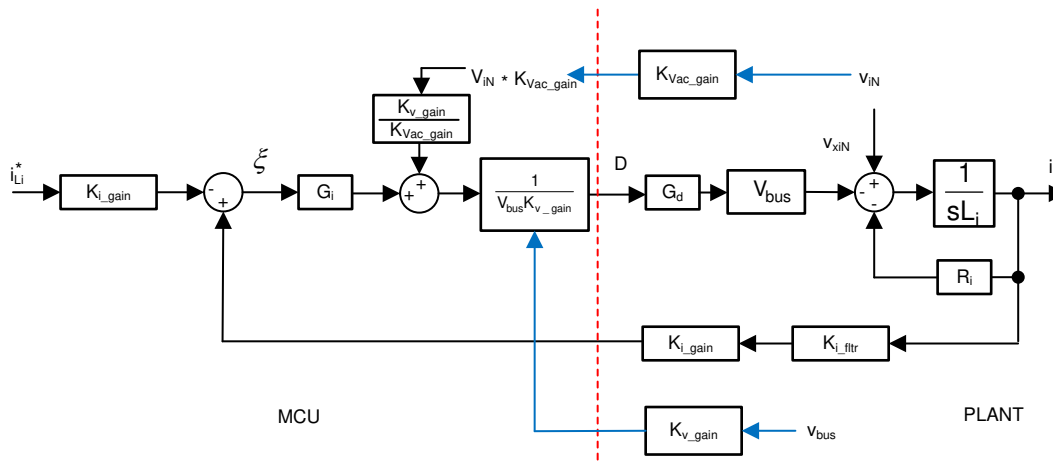 V_iN * K_Vac_gain
K_Vac_gain
v_iN
K_v_gain
K_Vac_gain
v_xiN
i*_Li
K_i_gain
-
+
ξ
G_i
+
+
1
V_bus K_v_gain
D
G_d
V_bus
-
+
-
1
sL_i
i
R_i
K_i_gain
K_i_fltr
MCU
PLANT
K_v_gain
v_bus